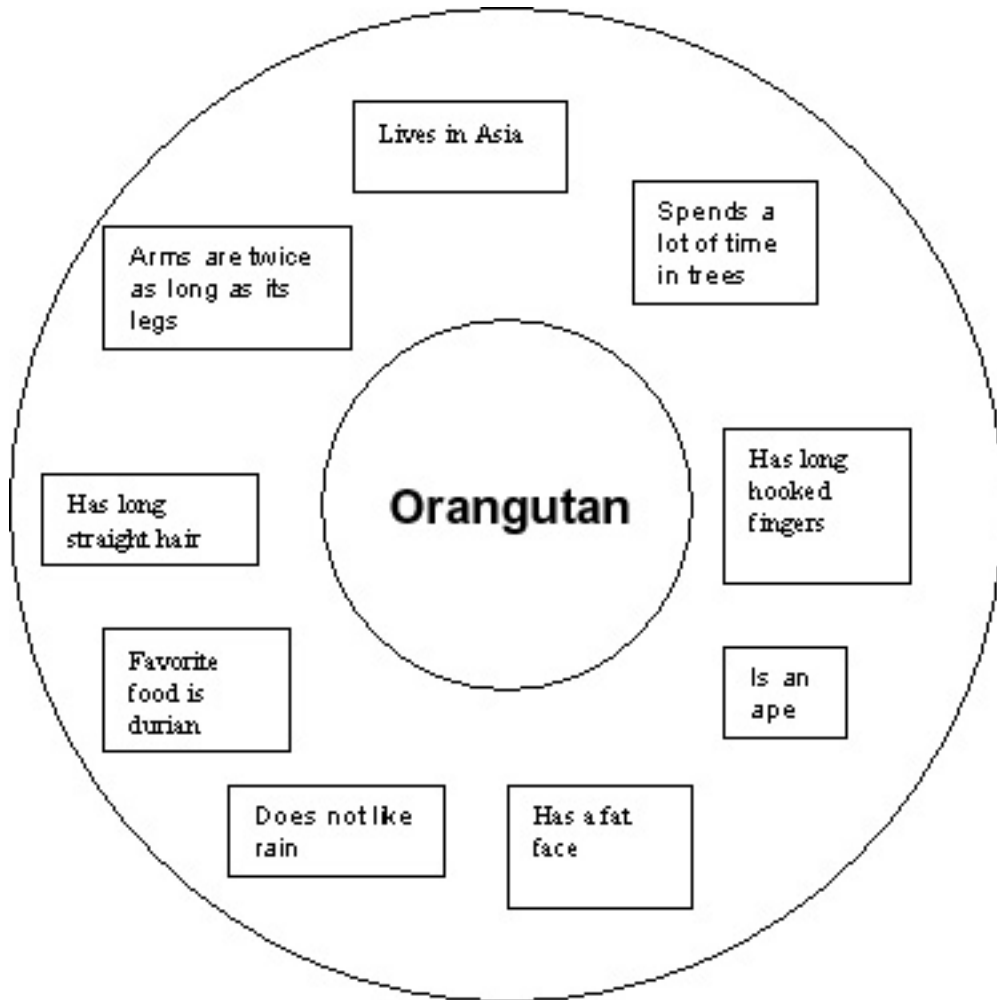 Lives in Asia
Spends a
lot of time
in trees
Arms are twice
as long as its
legs
Has long
hooked
fingers
Has long
straight hair
Orangutan
Favorite
food is
durian
Is an
ape
Does not like
rain
Has a fat
face